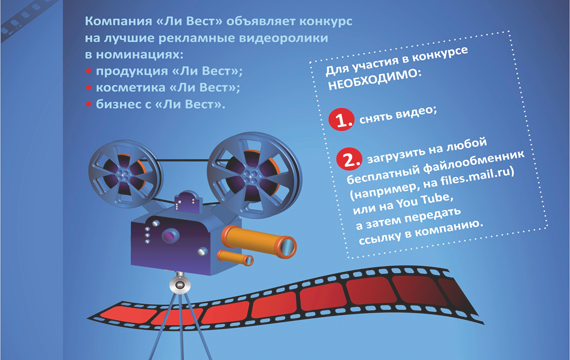 Компания «Ли Вест» объявляет конкурс
на лучшие рекламные видеоролики
в номинациях:
• продукция «Ли Вест»;
• косметика «Ли Вест»;
• бизнес с «Ли Вест».
Для участия в конкурсе
НЕОБХОДИМО:
1. снять видео;
2. загрузить на любой
бесплатный файлообменник
(например, на files.mail.ru)
или на You Tube,
а затем передать
ссылку в компанию.